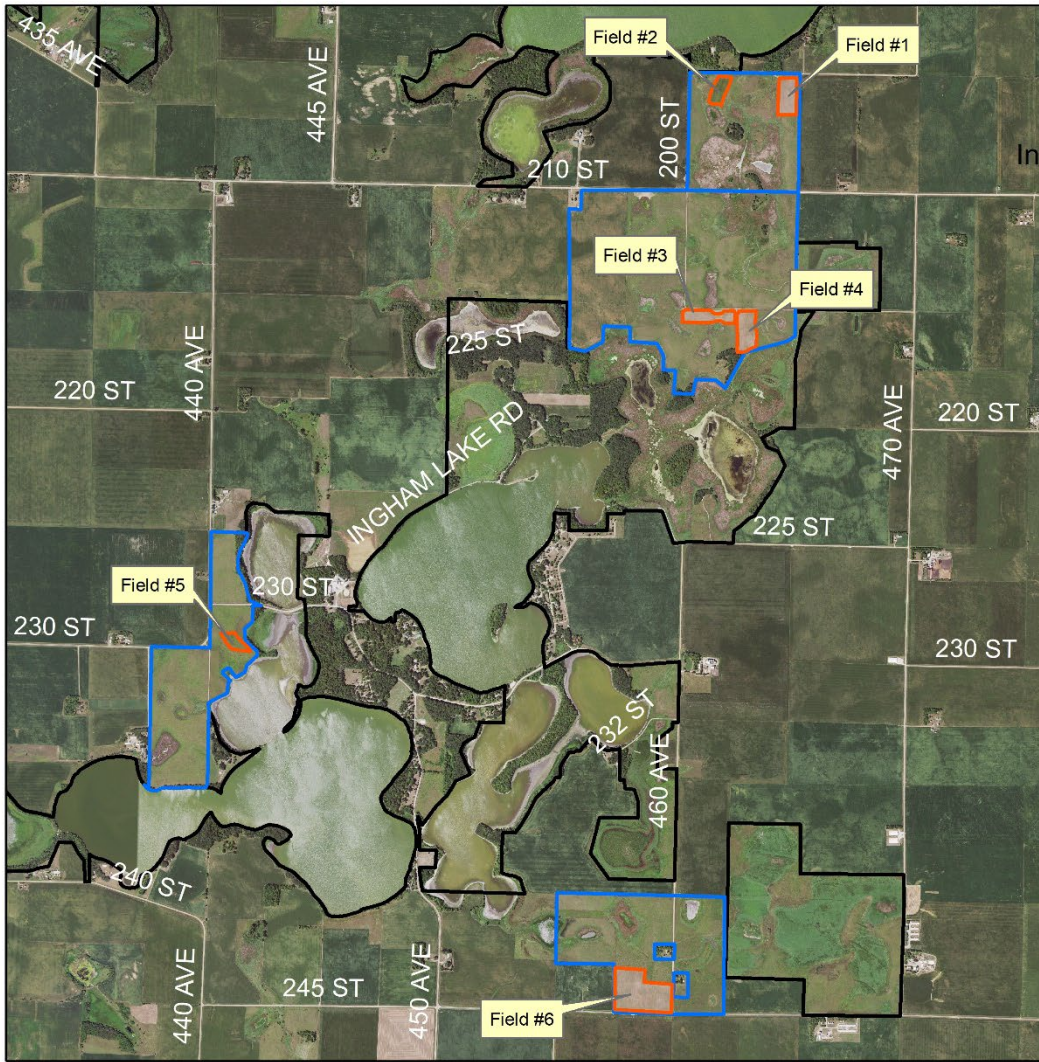 435 AVE
Field #2
Field #1
445 AVE
200 ST
In
210 ST
Field #3
Field #4
225 ST
440 AVE
220 ST
470 AVE
220 ST
INGHAM LAKE RD
225 ST
Field #5
230 ST
230 ST
230 ST
232 ST
460 AVE
240 ST
440 AVE
245 ST
450 AVE
Field #6